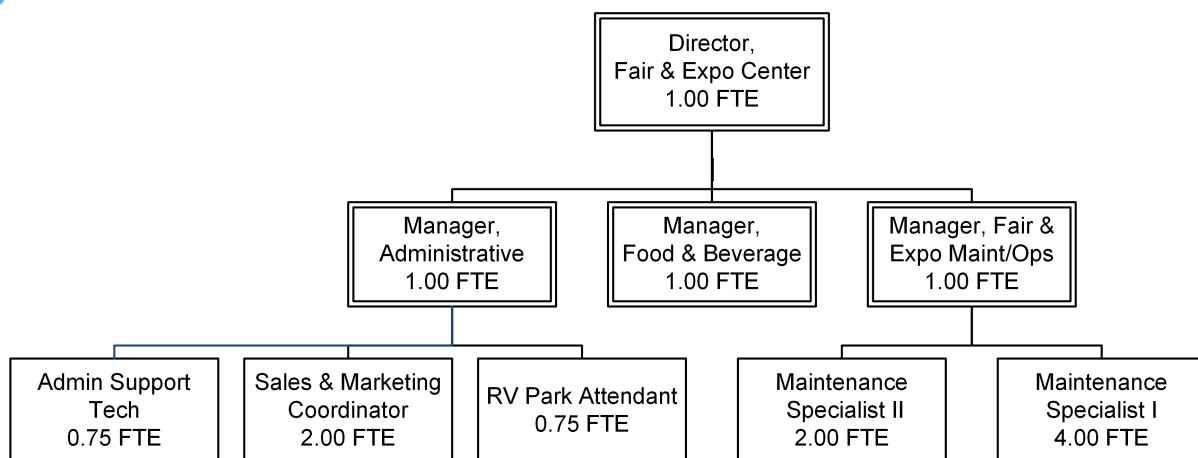 Director,
Fair & Expo Center
1.00 FTE
Manager,
Administrative
1.00 FTE
Manager,
Food & Beverage
1.00 FTE
Manager, Fair &
Expo Maint/Ops
1.00 FTE
Admin Support
Tech
0.75 FTE
Sales & Marketing
Coordinator
2.00 FTE
RV Park Attendant
0.75 FTE
Maintenance
Specialist II
2.00 FTE
Maintenance
Specialist I
4.00 FTE